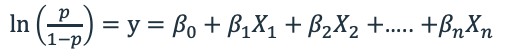 ln (p/1−p.) = y = β₀ + β₁X₁ + β₂X₂ +..... +βₙXₙ